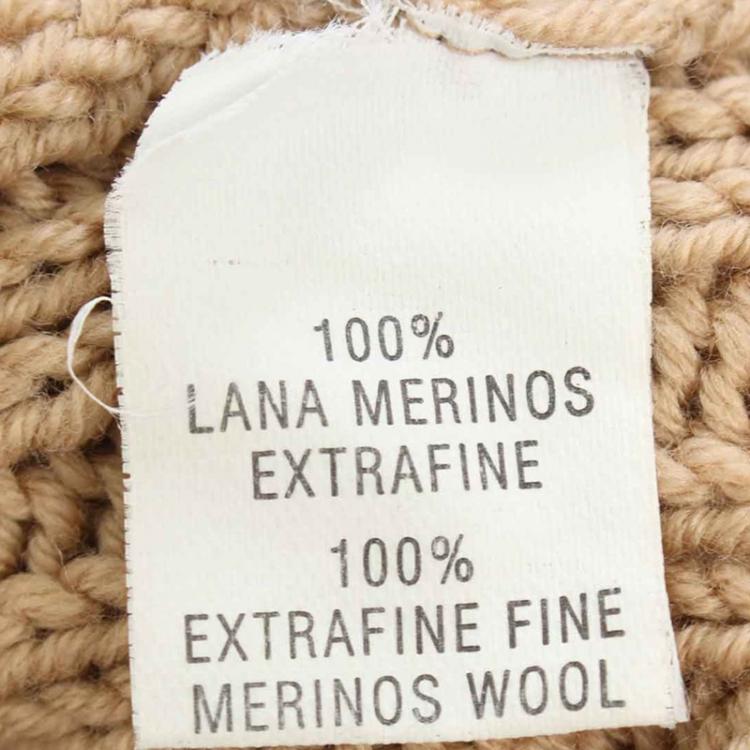 100%
LANA MERINOS
EXTRAFINE
100%
EXTRAFINE FINE
MERINOS WOOL